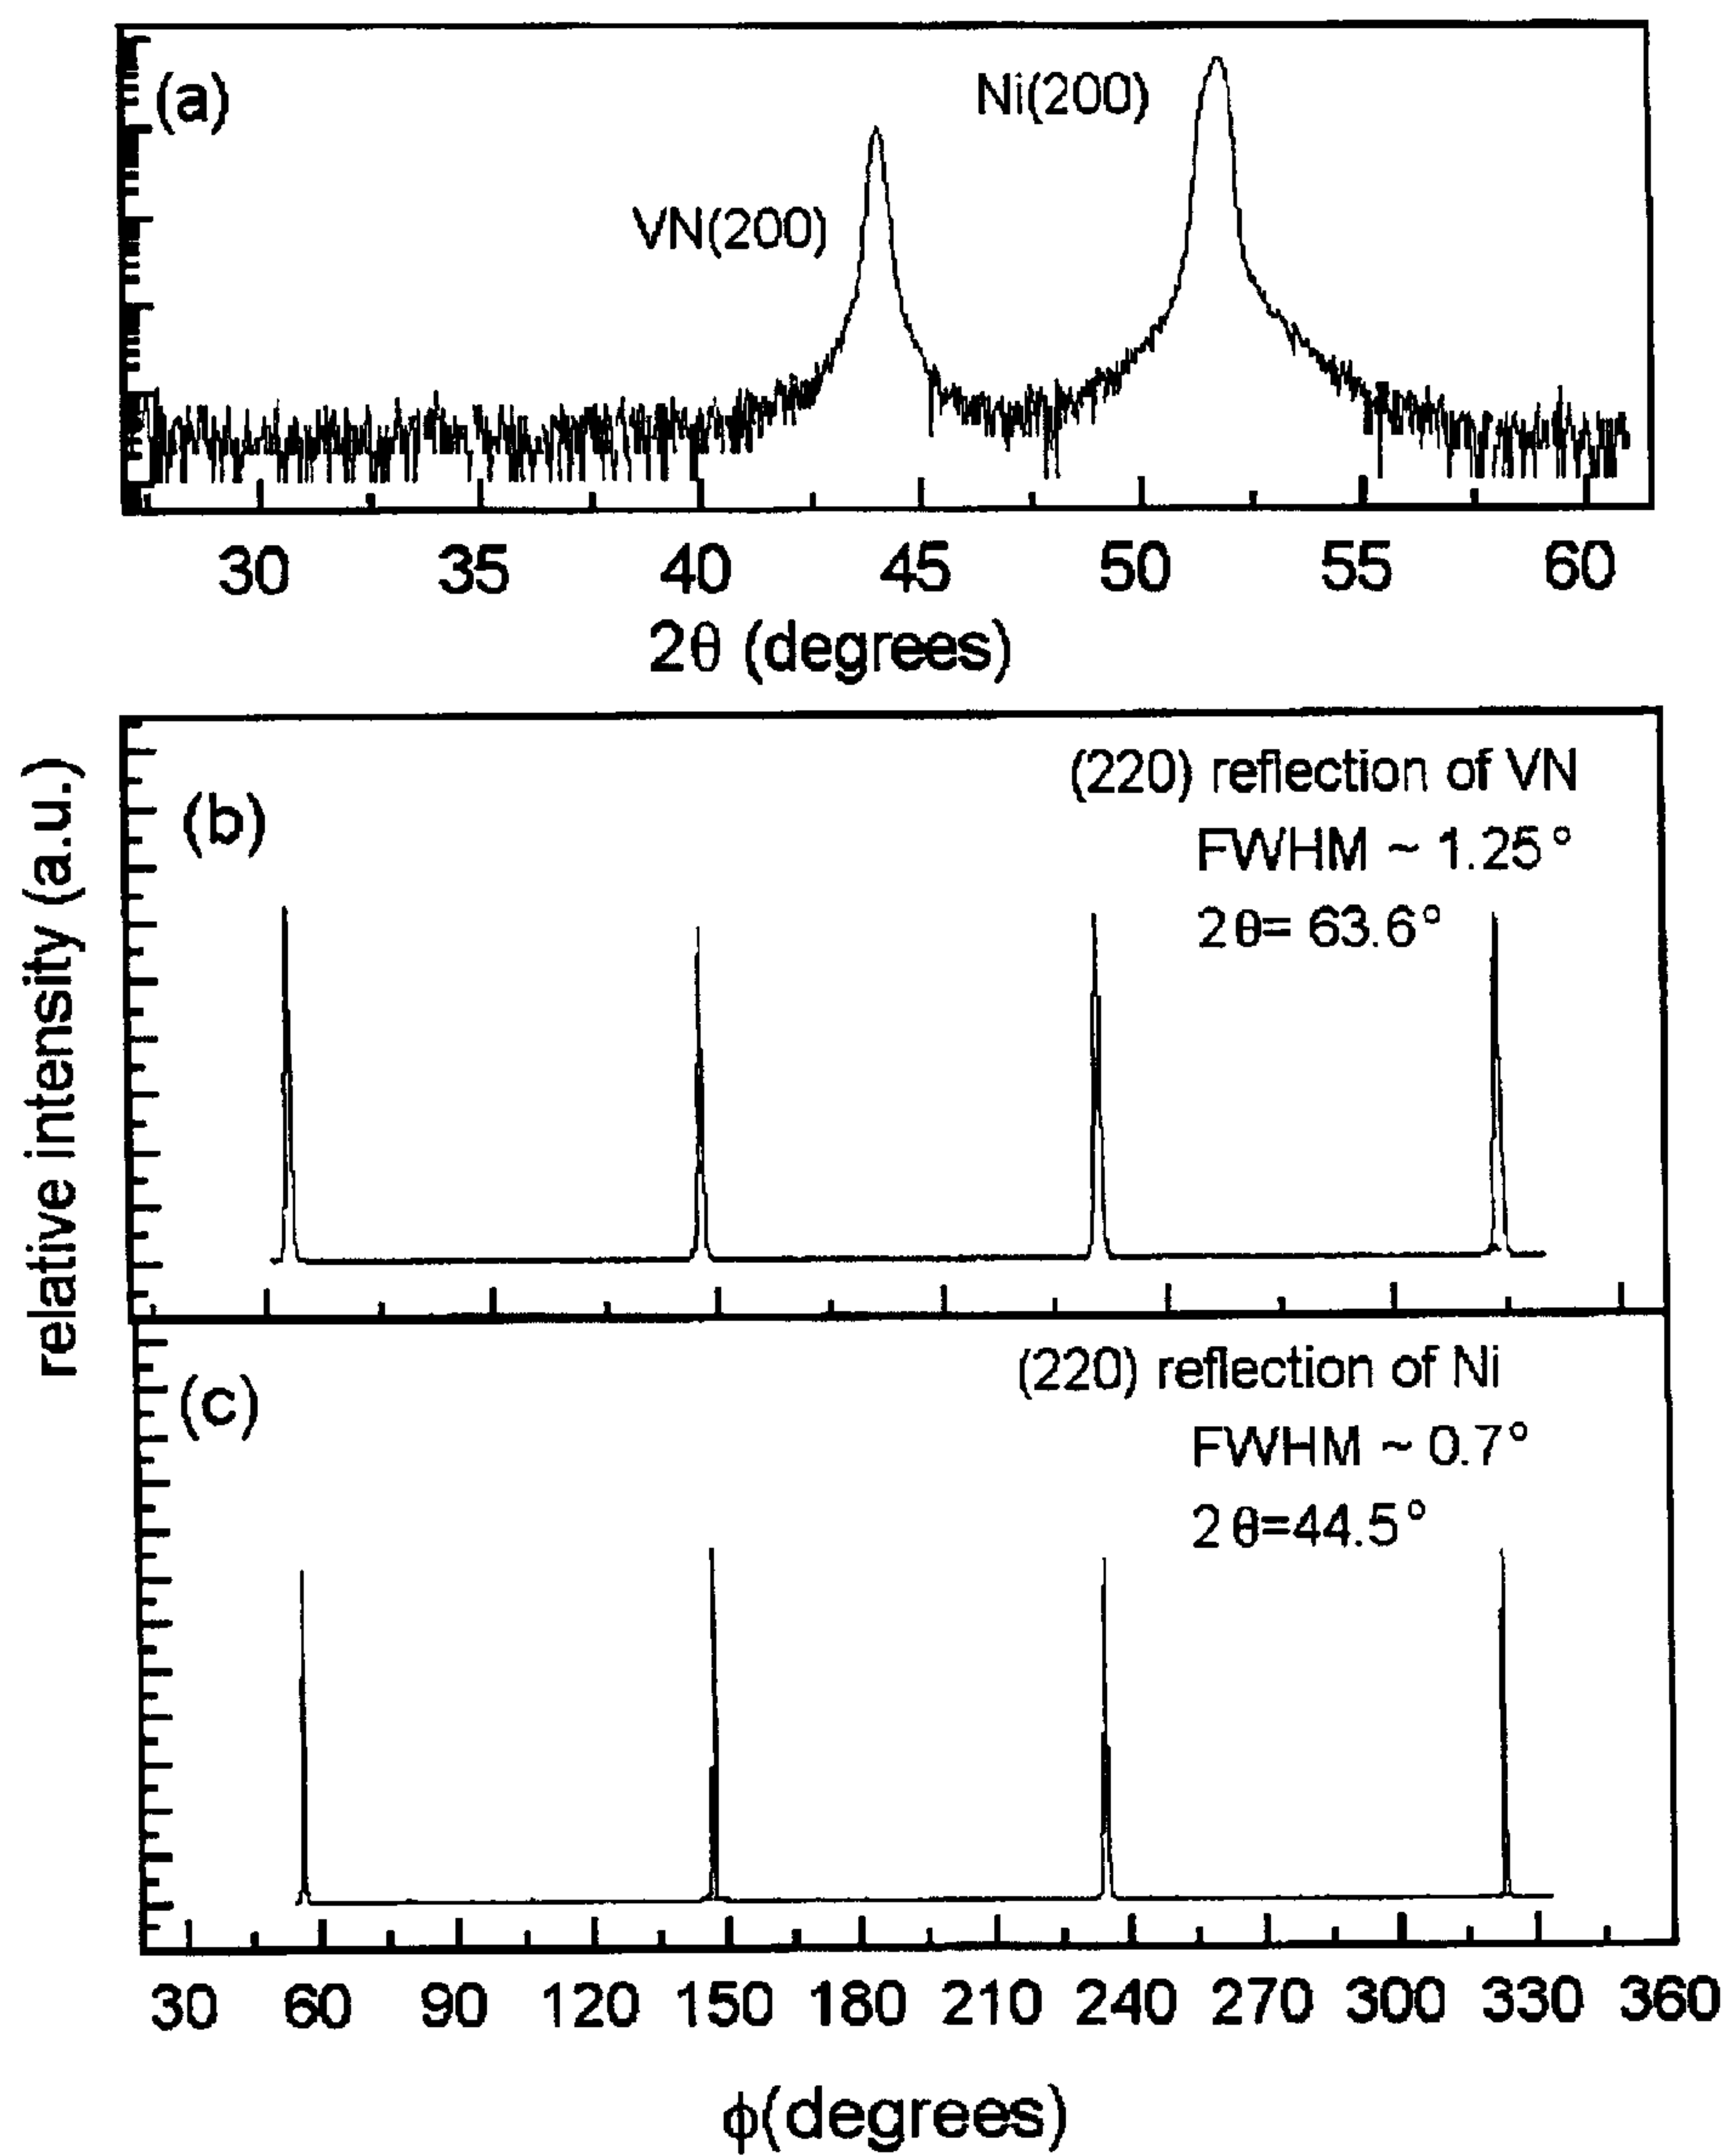 (a)
Ni(200)
VN(200)
30 35 40 45 50 55 60
2θ (degrees)
relative intensity (a.u.)
(b)
(220) reflection of VN
FWHM ~ 1.25°
2θ= 63.6°
(c)
(220) reflection of Ni
FWHM ~ 0.7°
2θ=44.5°
30 60 90 120 150 180 210 240 270 300 330 360
ϕ(degrees)